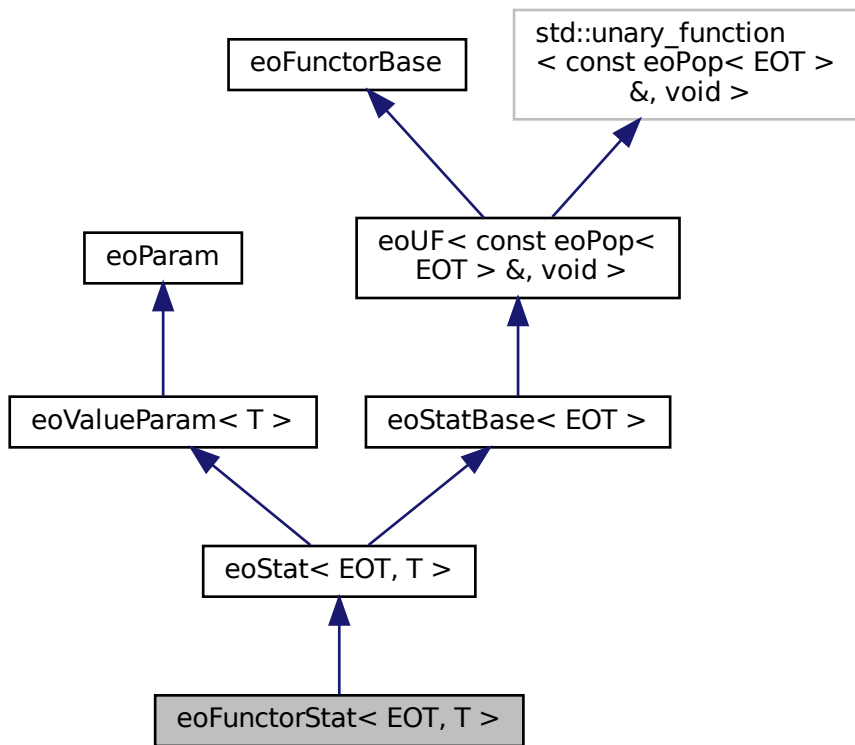 std::unary_function
< const eoPop< EOT >
&, void >
eoFunctorBase
eoUF< const eoPop<
EOT > &, void >
eoParam
eoValueParam< T >
eoStatBase< EOT >
eoStat< EOT, T >
eoFunctorStat< EOT, T >